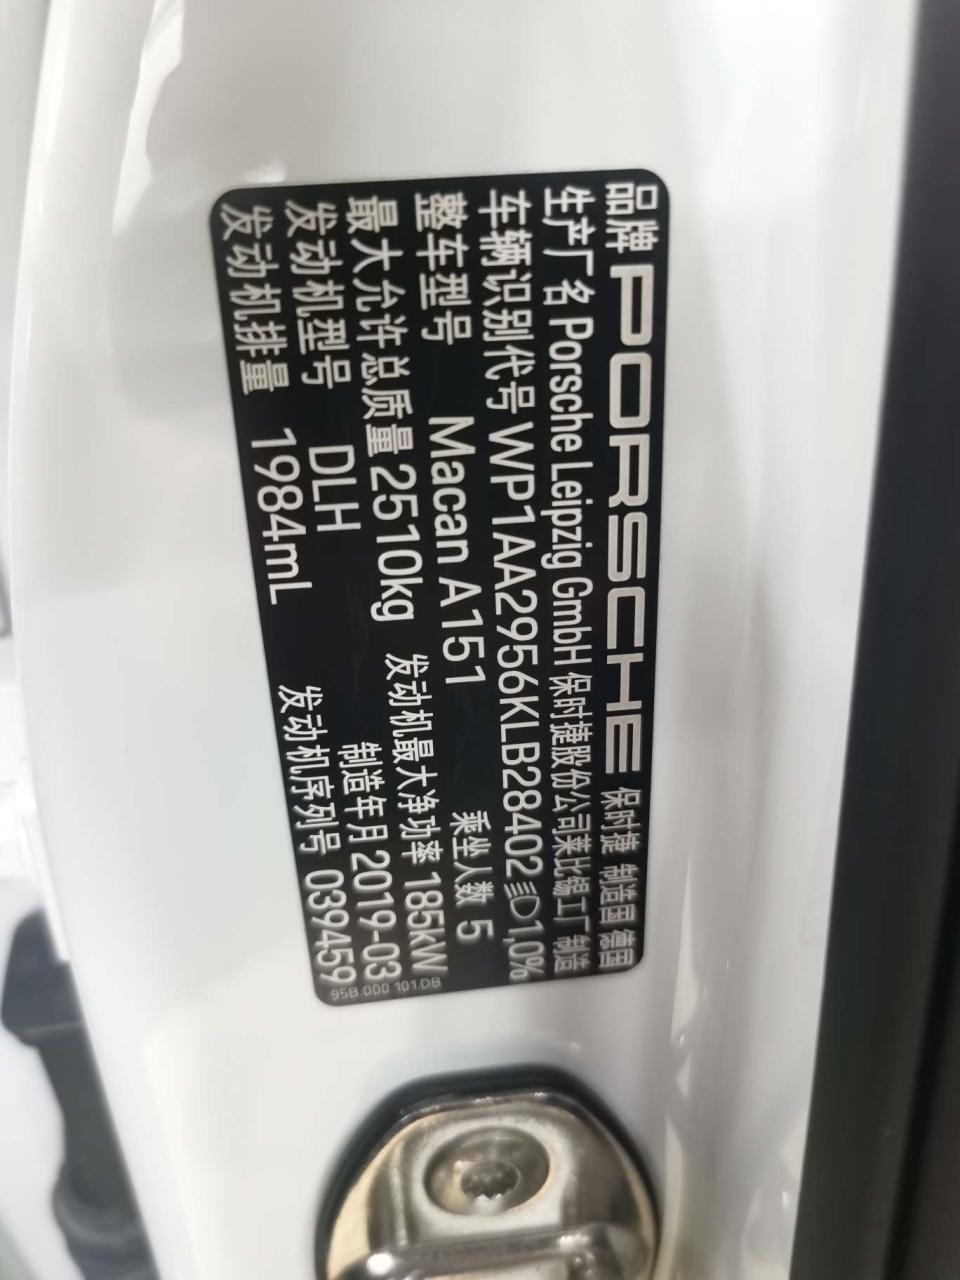 品牌 PORSCHE 保时捷 制造国 德国
生产厂名 Porsche Leipzig GmbH 保时捷股份公司莱比锡工厂 制造
车辆识别代号 WP1AA2956KLB28402 1,0%
整车型号 Macan A151 乘坐人数 5
最大允许总质量 2510kg 发动机最大净功率 185kW
发动机型号 DLH 制造年月 2019-03
发动机排量 1984mL 发动机序列号 039459
95B.000.101.DB